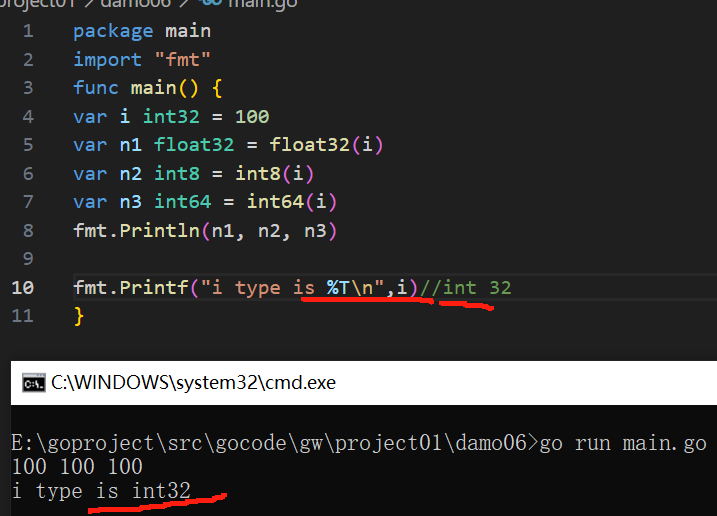 project01 > damo06 > GO main.go
1 package main
2 import "fmt"
3 func main() {
4 var i int32 = 100
5 var n1 float32 = float32(i)
6 var n2 int8 = int8(i)
7 var n3 int64 = int64(i)
8 fmt.Println(n1, n2, n3)
9
10 fmt.Printf("i type is %T\n",i)//int 32
11 }
C:\WINDOWS\system32\cmd.exe
E:\goproject\src\gocode\gw\project01\damo06>go run main.go
100 100 100
i type is int32